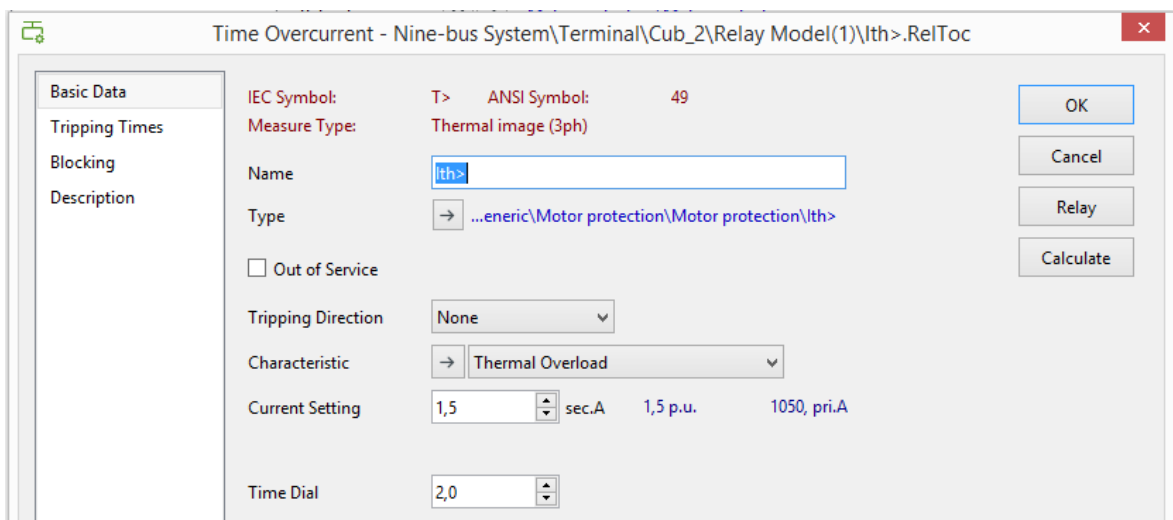 Time Overcurrent - Nine-bus System\Terminal\Cub_2\Relay Model(1)\Ith>.RelToc
Basic Data
Tripping Times
Blocking
Description
IEC Symbol: T> ANSI Symbol: 49
Measure Type: Thermal image (3ph)
Name Ith>
Type ...eneric\Motor protection\Motor protection\Ith>
Out of Service
Tripping Direction None
Characteristic Thermal Overload
Current Setting 1,5 sec.A 1,5 p.u. 1050, pri.A
Time Dial 2,0
OK
Cancel
Relay
Calculate